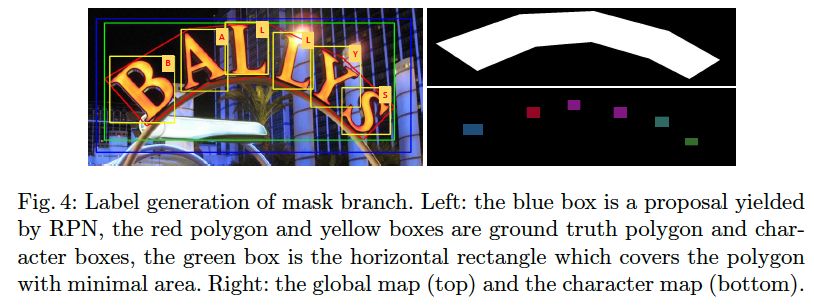 B
A
L
L
Y
S
BALLYS
Fig. 4: Label generation of mask branch. Left: the blue box is a proposal yielded
by RPN, the red polygon and yellow boxes are ground truth polygon and char-
acter boxes, the green box is the horizontal rectangle which covers the polygon
with minimal area. Right: the global map (top) and the character map (bottom).